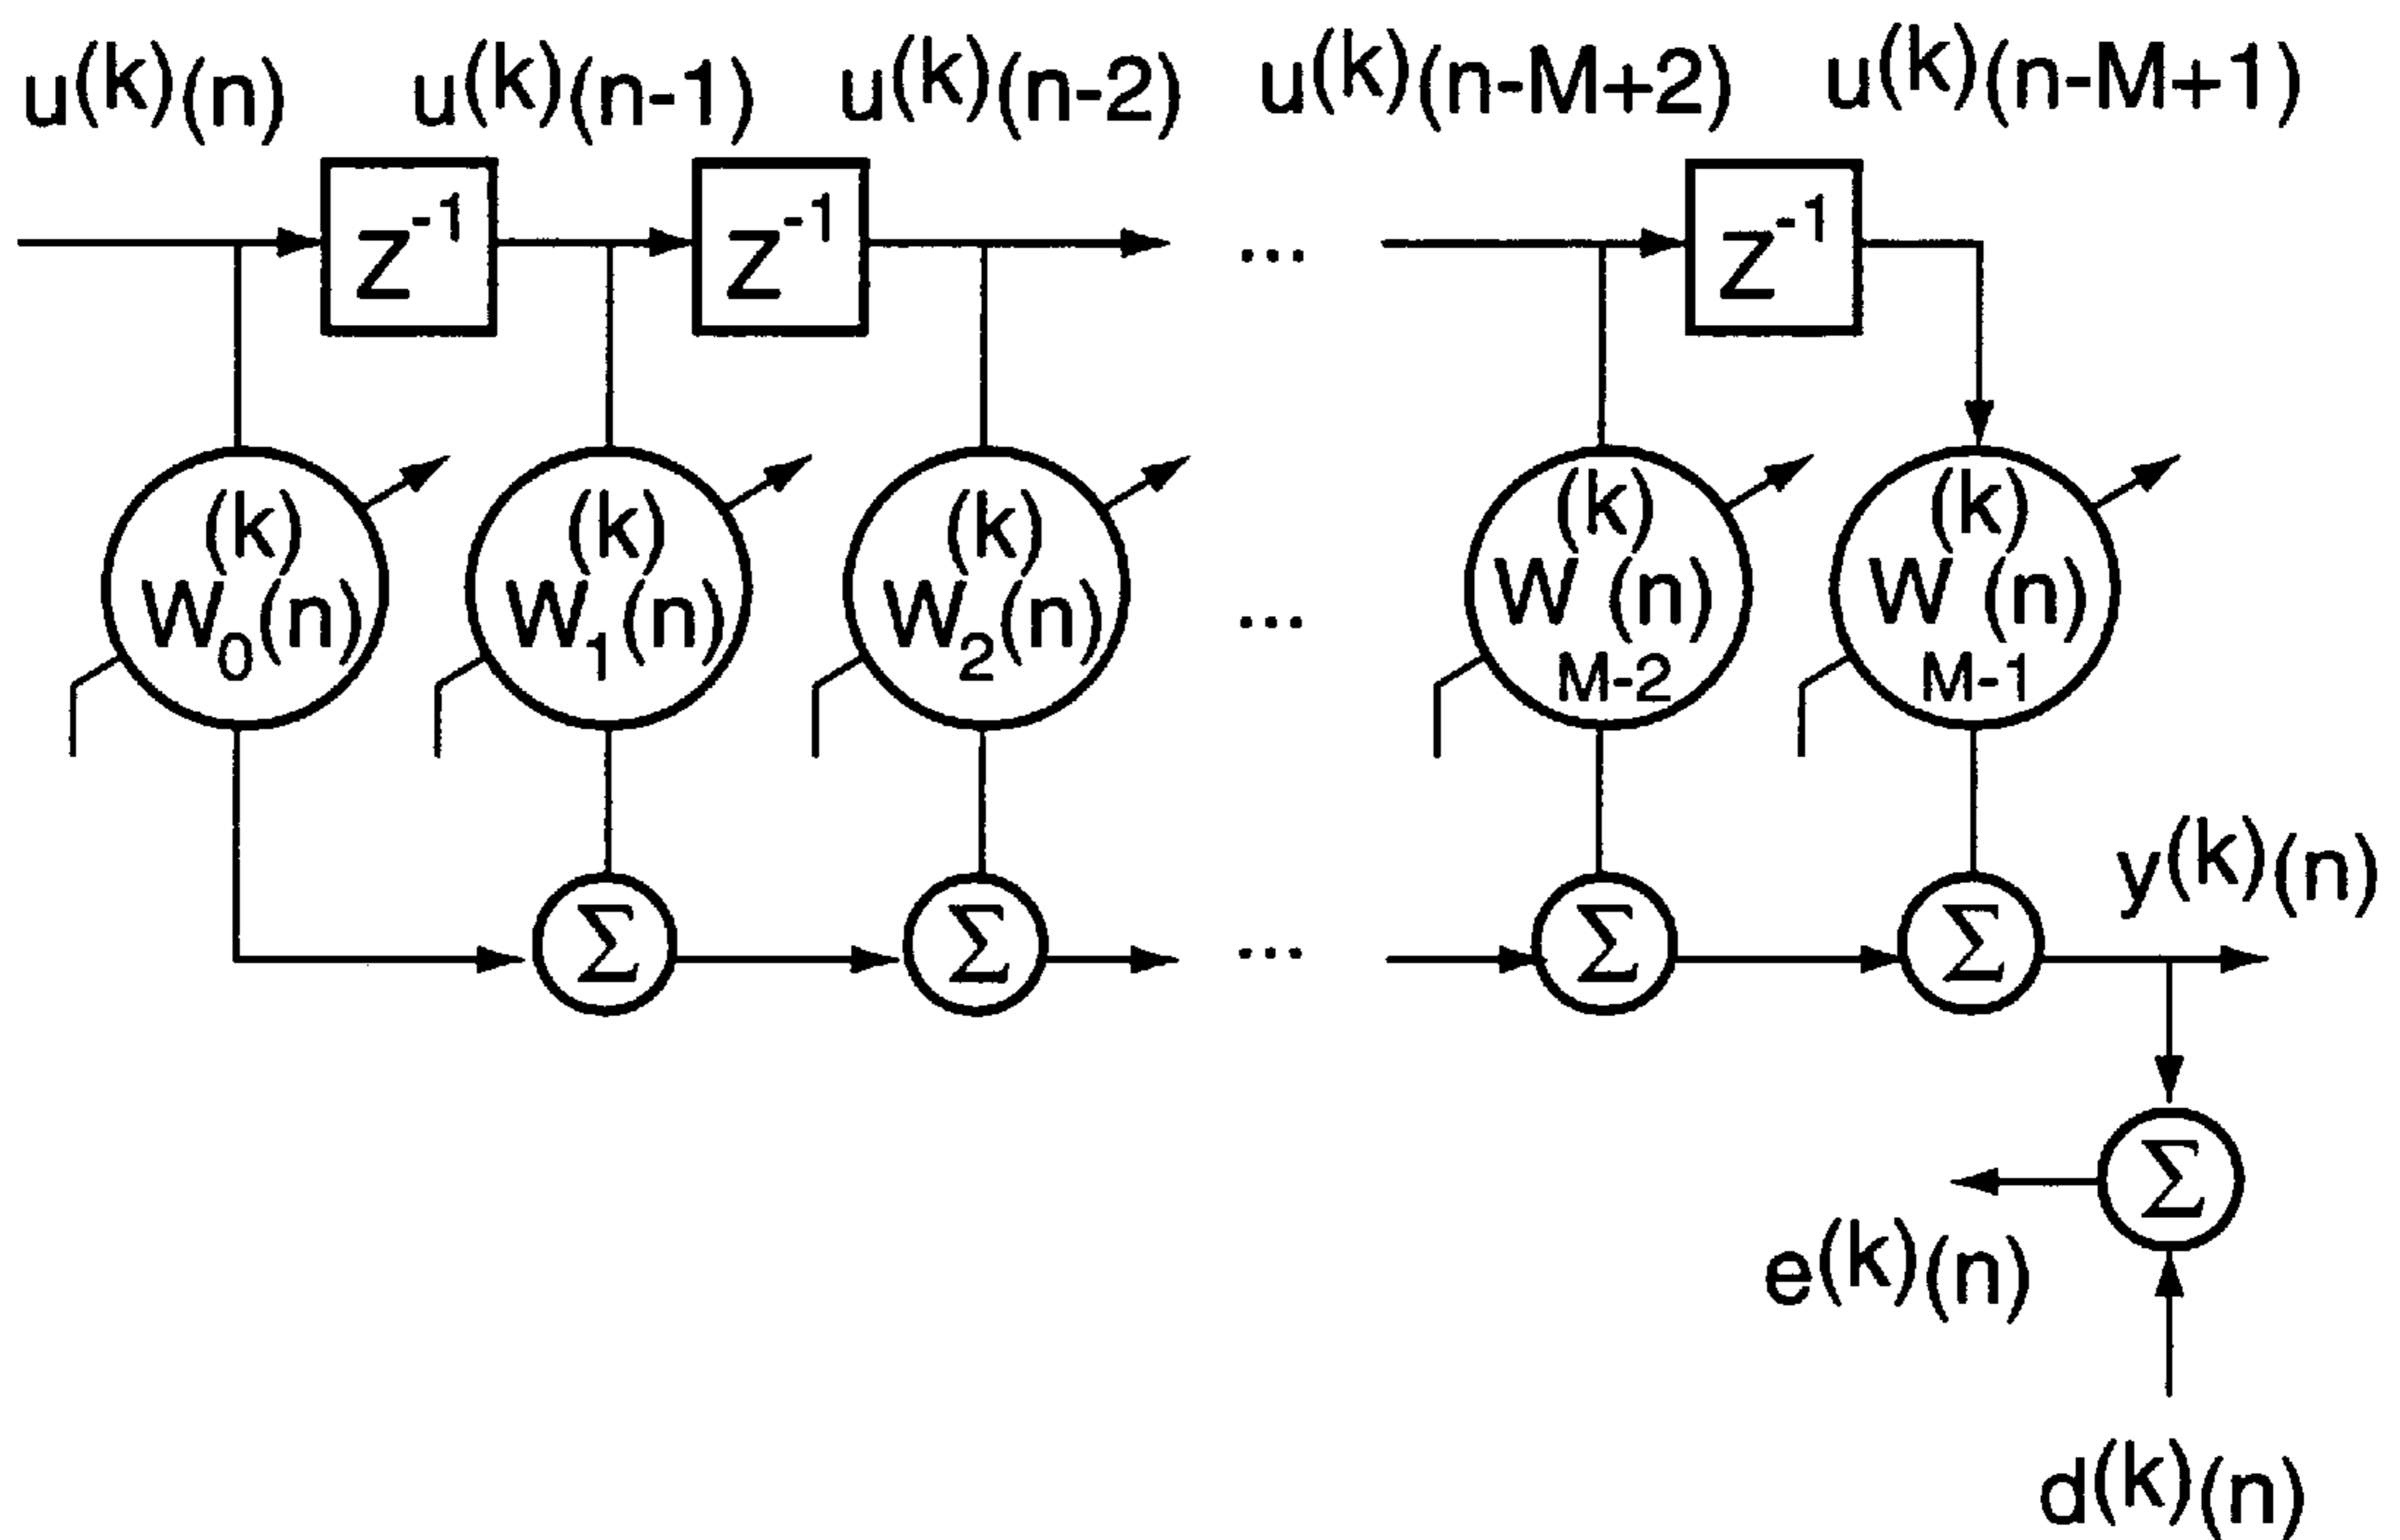 u(k)(n) u(k)(n-1) u(k)(n-2) u(k)(n-M+2) u(k)(n-M+1)
z-1 z-1 ... z-1
(k) (k) (k) (k) (k)
W0(n) W1(n) W2(n) ... W (n) W (n)
M-2 M-1
y(k)(n)
Σ Σ ... Σ Σ
Σ
e(k)(n)
d(k)(n)